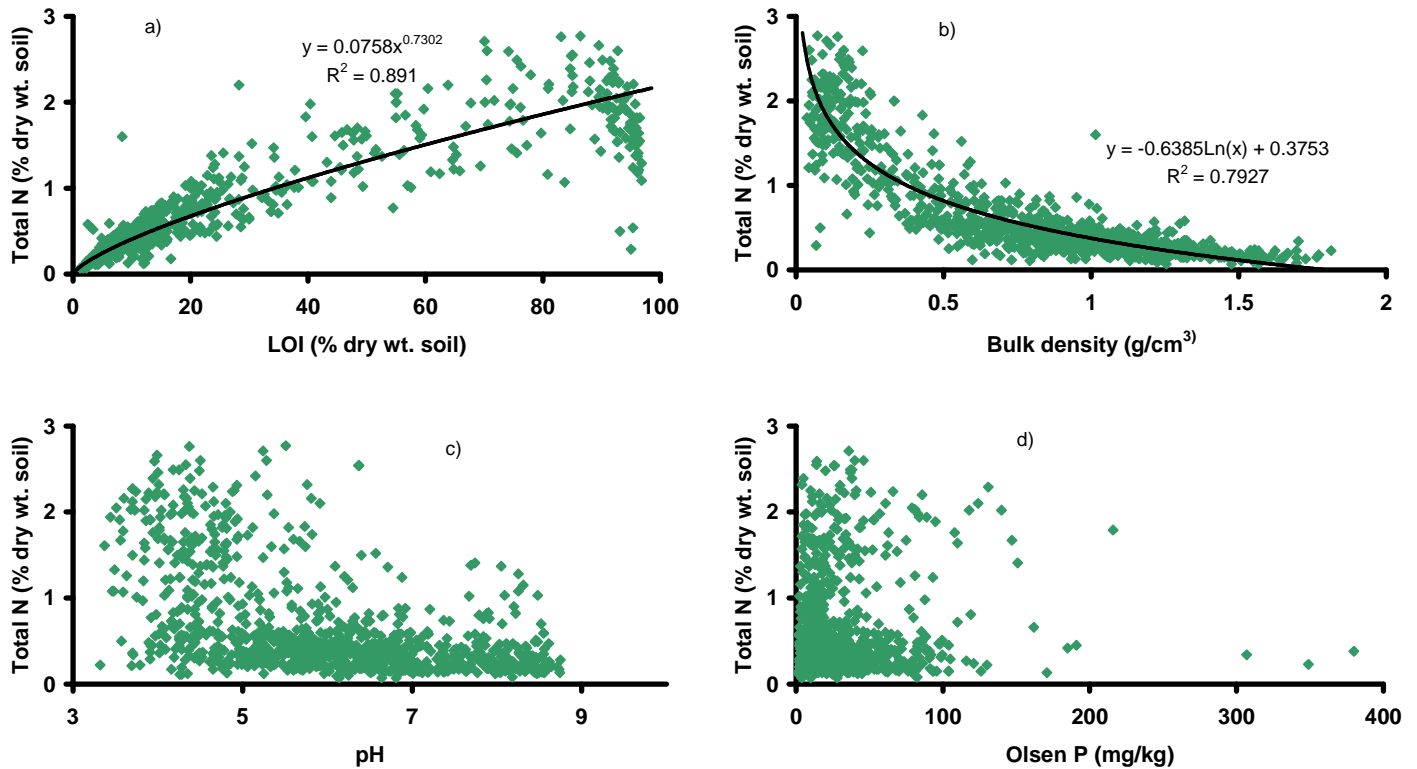 a)
y = 0.0758x^0.7302
R² = 0.891
Total N (% dry wt. soil)
3
2
1
0
0 20 40 60 80 100
LOI (% dry wt. soil)
b)
y = -0.6385Ln(x) + 0.3753
R² = 0.7927
Total N (% dry wt. soil)
3
2
1
0
0 0.5 1 1.5 2
Bulk density (g/cm³⁾
c)
Total N (% dry wt. soil)
3
2
1
0
3 5 7 9
pH
d)
Total N (% dry wt. soil)
3
2
1
0
0 100 200 300 400
Olsen P (mg/kg)